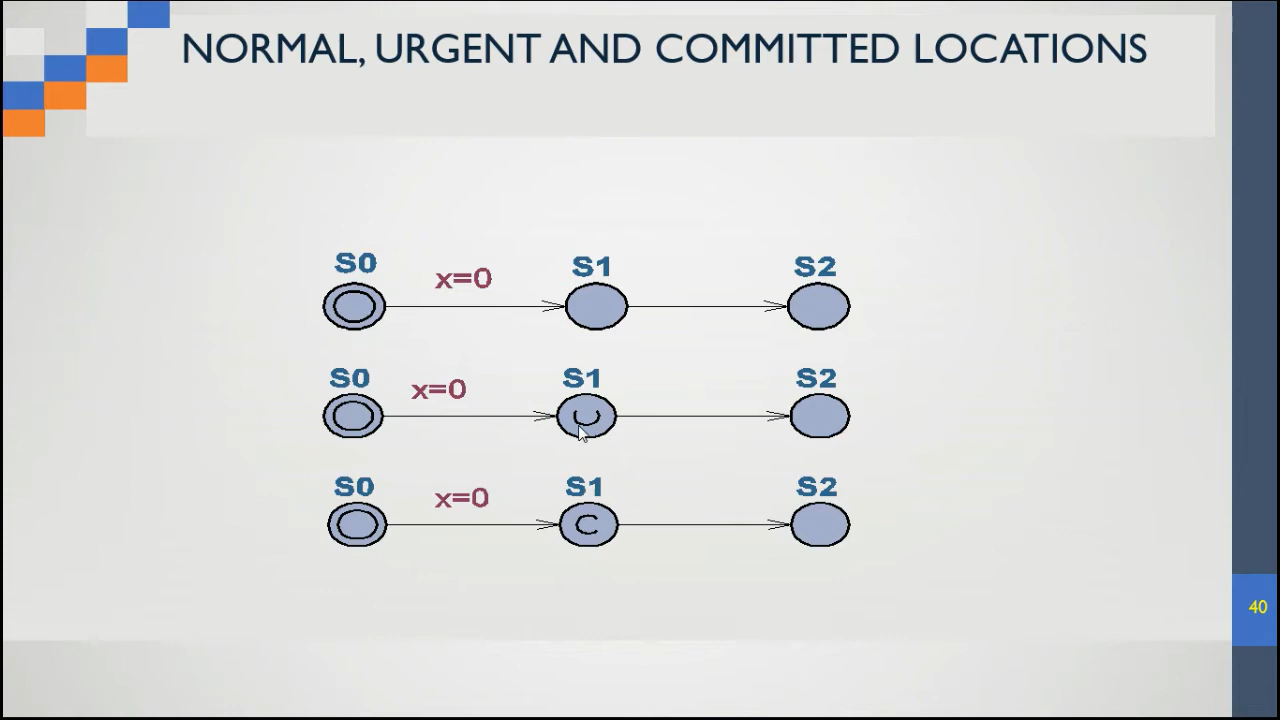 NORMAL, URGENT AND COMMITTED LOCATIONS
S0 x=0 S1 S2
S0 x=0 S1 S2
U
S0 x=0 S1 S2
C
40